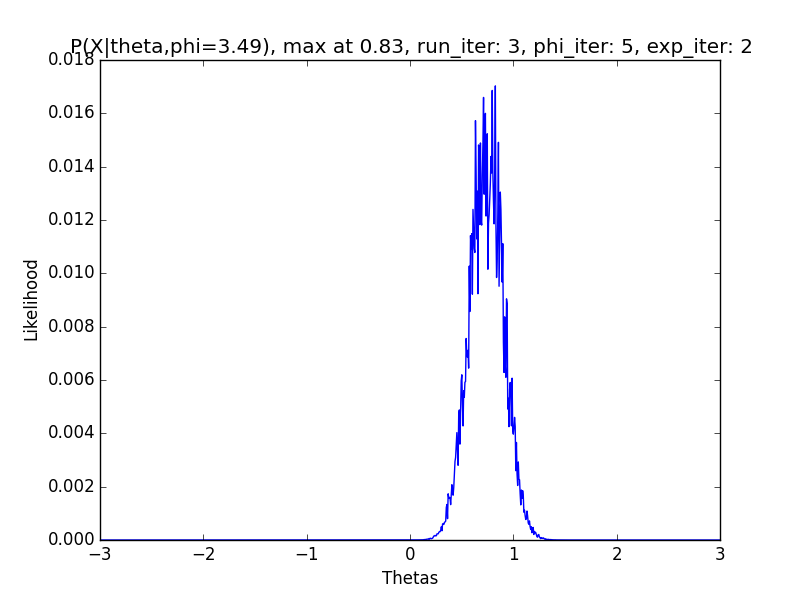 P(X|theta,phi=3.49), max at 0.83, run_iter: 3, phi_iter: 5, exp_iter: 2
0.018
0.016
0.014
0.012
0.010
0.008
0.006
0.004
0.002
0.000
Likelihood
−3 −2 −1 0 1 2 3
Thetas